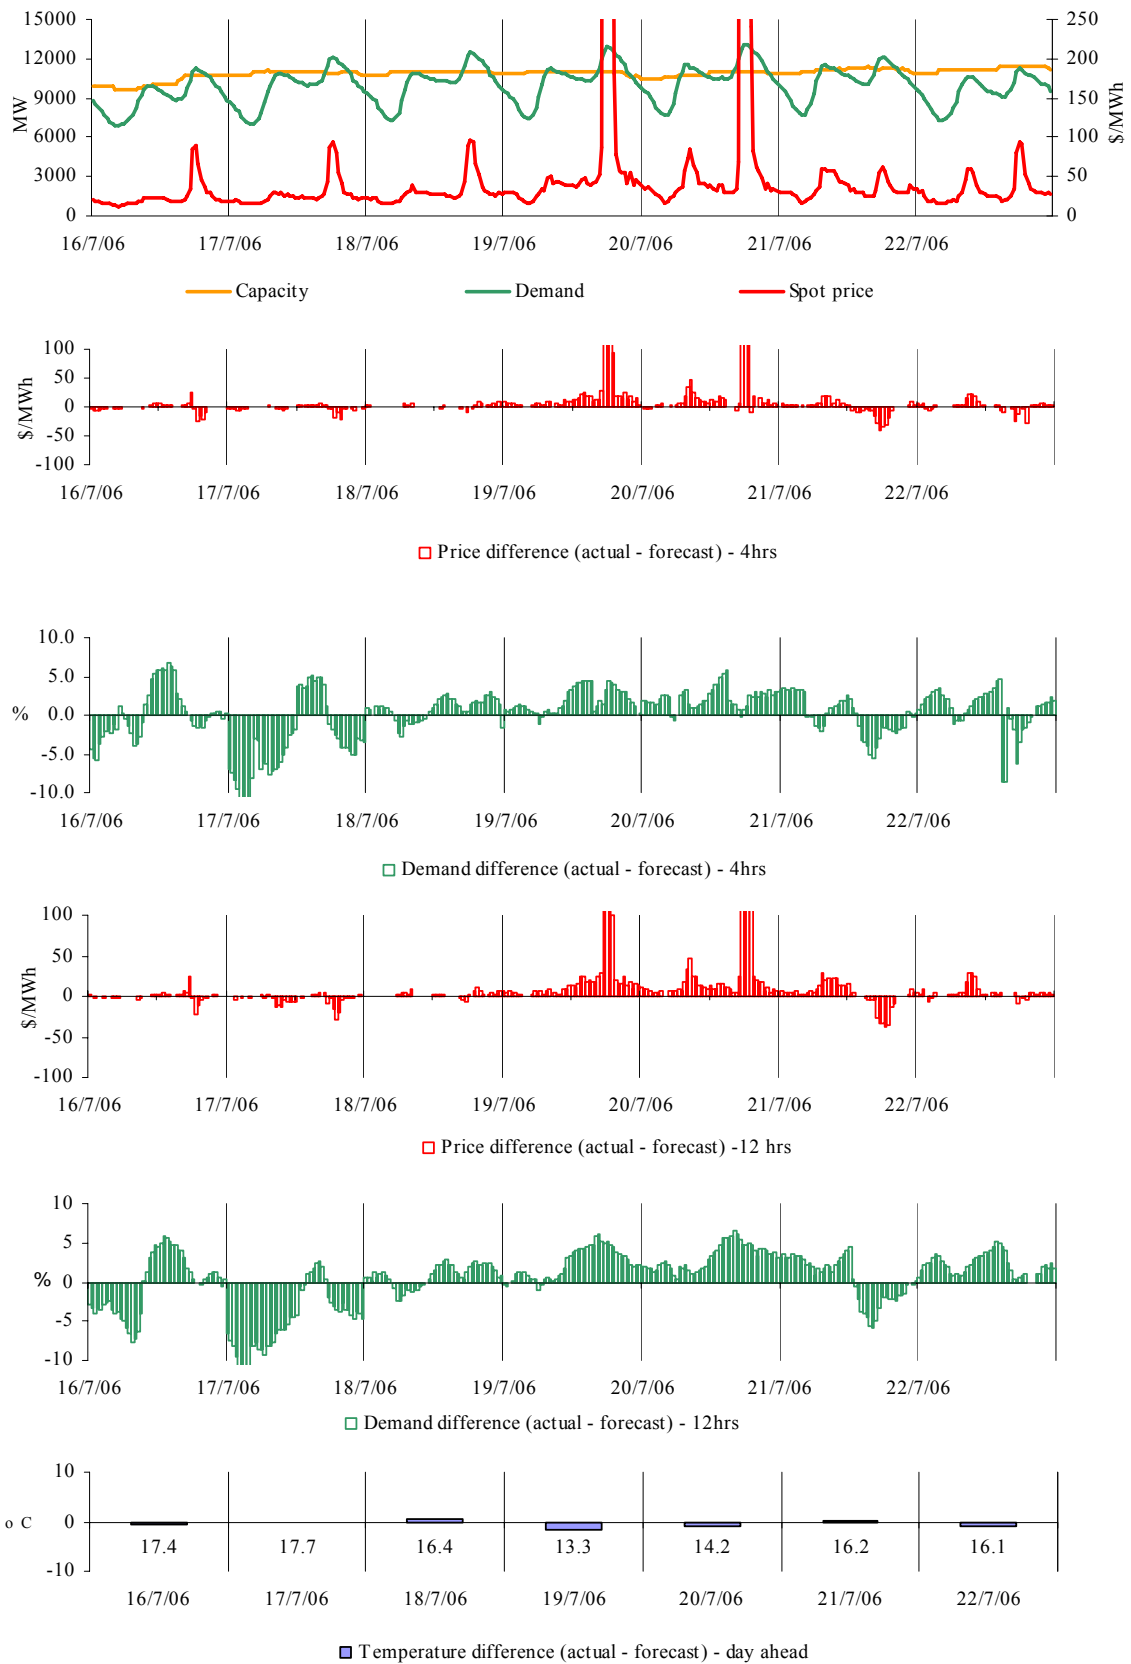 15000 250
12000 200
9000 150
6000 100
3000 50
0 0
MW
$/MWh
16/7/06 17/7/06 18/7/06 19/7/06 20/7/06 21/7/06 22/7/06
Capacity Demand Spot price
100
50
0
-50
-100
$/MWh
16/7/06 17/7/06 18/7/06 19/7/06 20/7/06 21/7/06 22/7/06
Price difference (actual - forecast) - 4hrs
10.0
5.0
0.0
-5.0
-10.0
%
16/7/06 17/7/06 18/7/06 19/7/06 20/7/06 21/7/06 22/7/06
Demand difference (actual - forecast) - 4hrs
100
50
0
-50
-100
$/MWh
16/7/06 17/7/06 18/7/06 19/7/06 20/7/06 21/7/06 22/7/06
Price difference (actual - forecast) -12 hrs
10
5
0
-5
-10
%
16/7/06 17/7/06 18/7/06 19/7/06 20/7/06 21/7/06 22/7/06
Demand difference (actual - forecast) - 12hrs
10
0
-10
o C
17.4 17.7 16.4 13.3 14.2 16.2 16.1
16/7/06 17/7/06 18/7/06 19/7/06 20/7/06 21/7/06 22/7/06
Temperature difference (actual - forecast) - day ahead